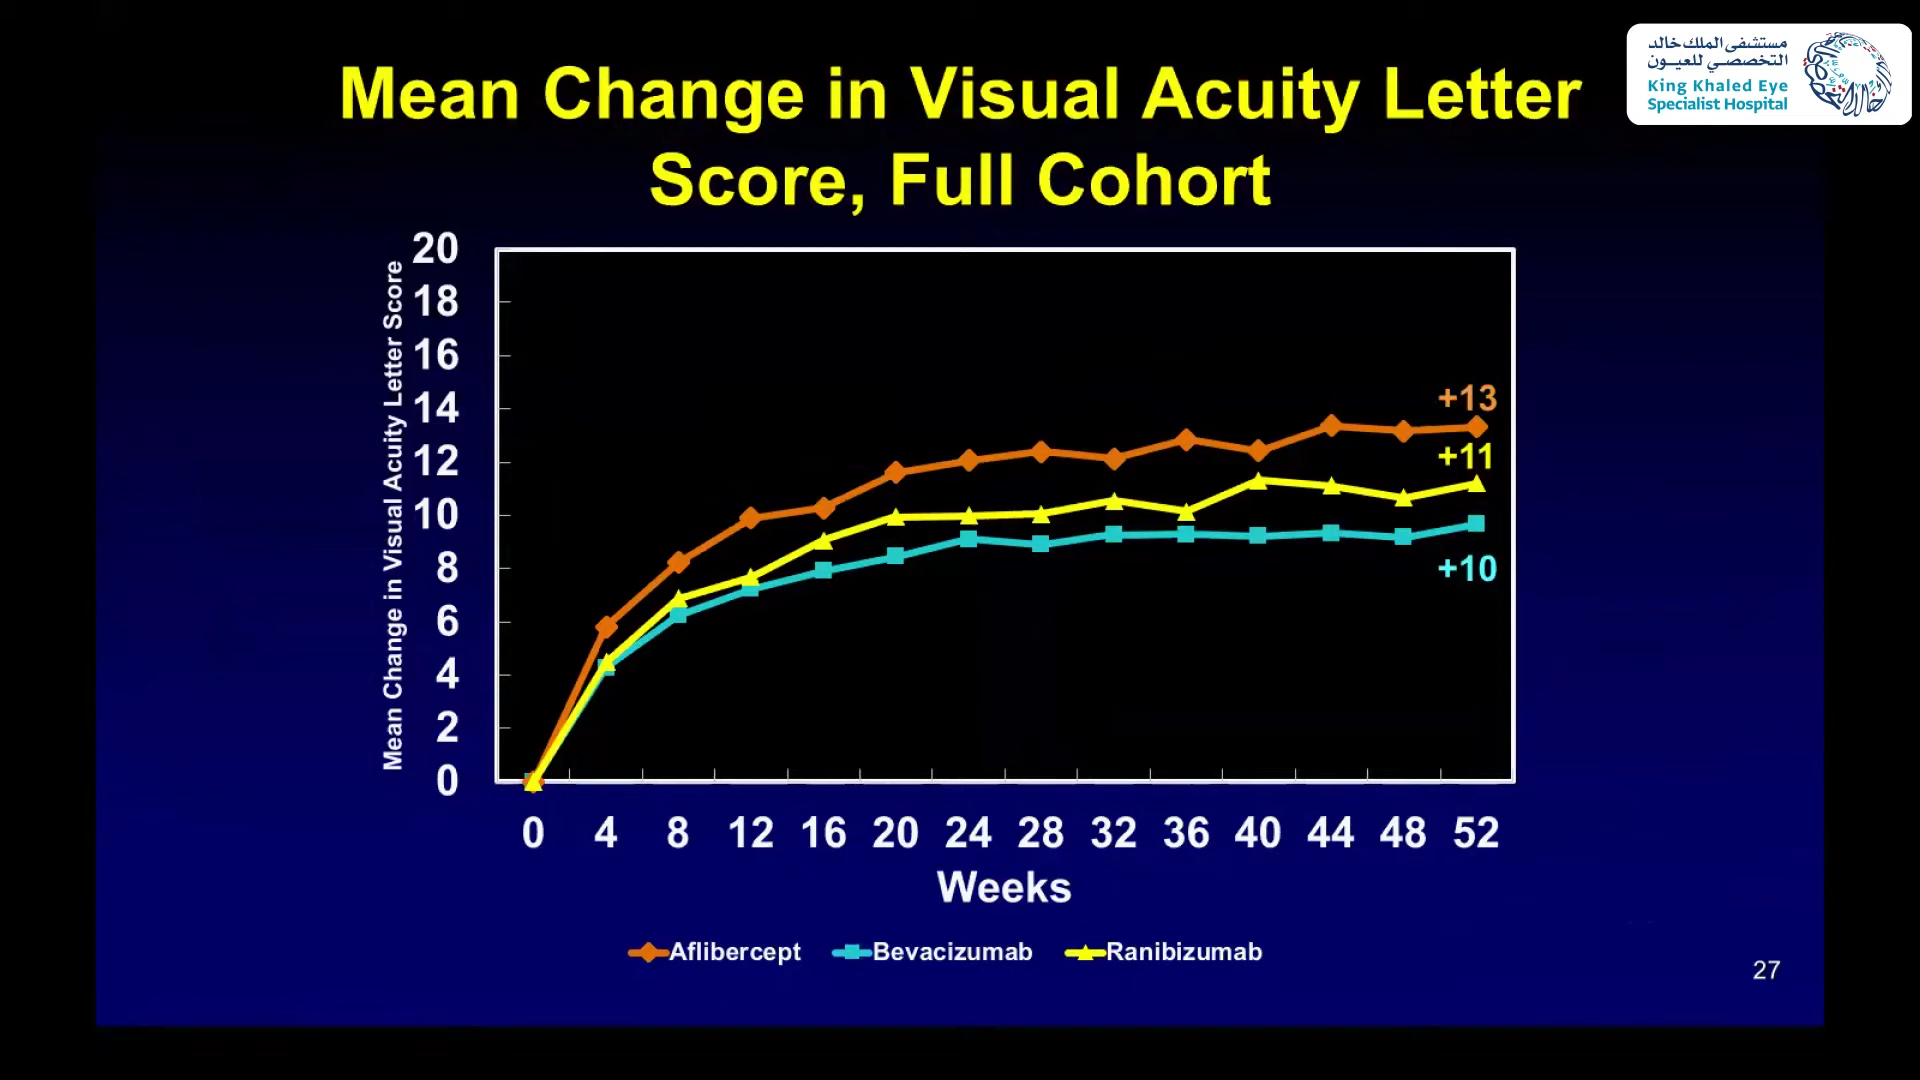 مستشفى الملك خالد
التخصصي للعيون
King Khaled Eye
Specialist Hospital
Mean Change in Visual Acuity Letter
Score, Full Cohort
Mean Change in Visual Acuity Letter Score
20
18
16
14
12
10
8
6
4
2
0
+13
+11
+10
0 4 8 12 16 20 24 28 32 36 40 44 48 52
Weeks
Aflibercept Bevacizumab Ranibizumab
27